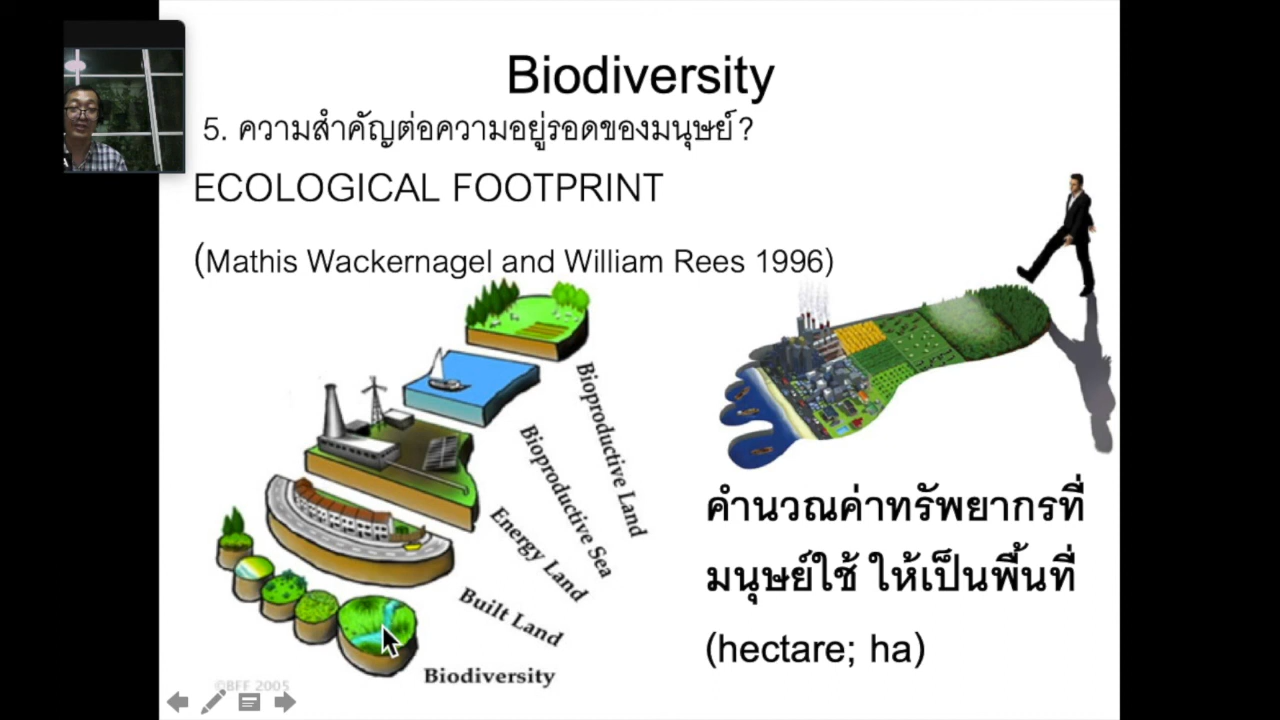 Biodiversity
5. ความสำคัญต่อความอยู่รอดของมนุษย์?
ECOLOGICAL FOOTPRINT
(Mathis Wackernagel and William Rees 1996)
Bioproductive Land
Bioproductive Sea
Energy Land
Built Land
Biodiversity
คำนวณค่าทรัพยากรที่
มนุษย์ใช้ ให้เป็นพื้นที่
(hectare; ha)
©BFF 2005